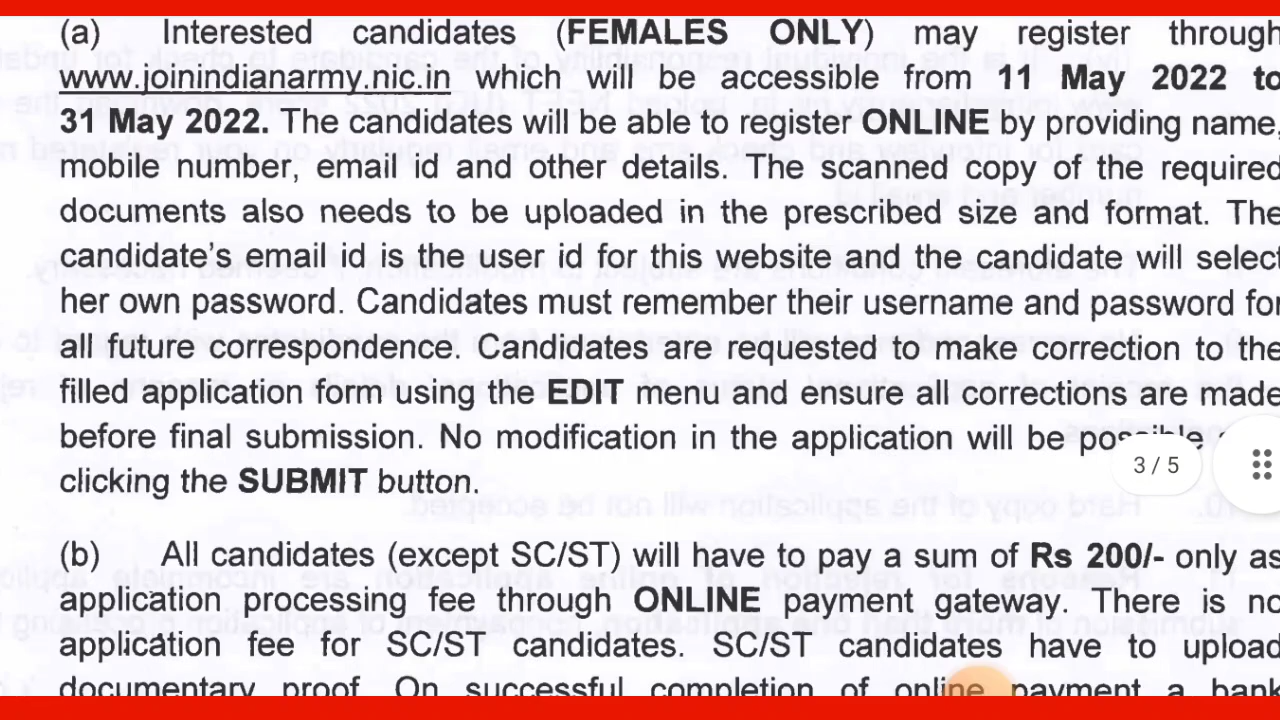 (a) Interested candidates (FEMALES ONLY) may register through
www.joinindianarmy.nic.in which will be accessible from 11 May 2022 to
31 May 2022. The candidates will be able to register ONLINE by providing name,
mobile number, email id and other details. The scanned copy of the required
documents also needs to be uploaded in the prescribed size and format. The
candidate's email id is the user id for this website and the candidate will select
her own password. Candidates must remember their username and password for
all future correspondence. Candidates are requested to make correction to the
filled application form using the EDIT menu and ensure all corrections are made
before final submission. No modification in the application will be possible
3 / 5
clicking the SUBMIT button.
(b) All candidates (except SC/ST) will have to pay a sum of Rs 200/- only as
application processing fee through ONLINE payment gateway. There is no
application fee for SC/ST candidates. SC/ST candidates have to upload
documentary proof. On successful completion of online payment a bank